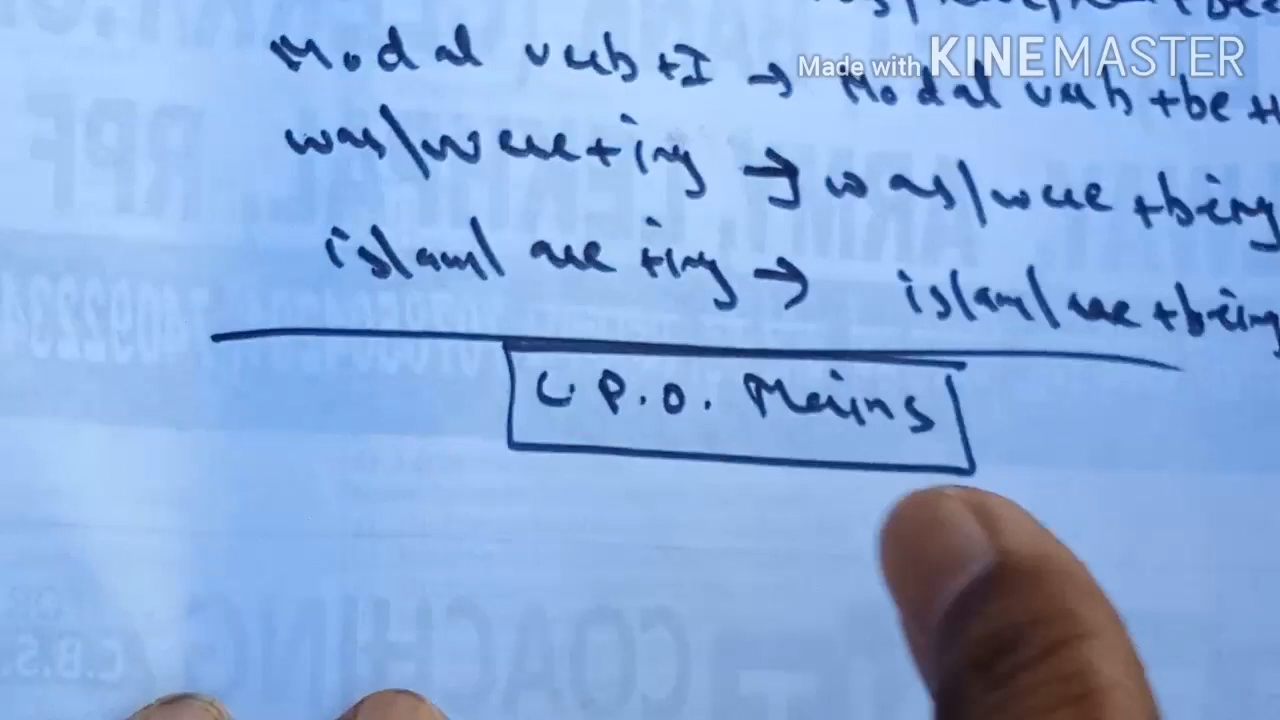 Made with KINEMASTER
Modal verb + I → Modal verb + be +
was/were + ing → was/were + being
is/am/ are + ing → is/am/are + being
C.P.O. Mains